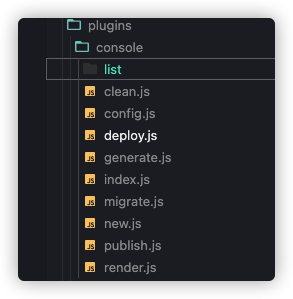 plugins
console
list
JS clean.js
JS config.js
JS deploy.js
JS generate.js
JS index.js
JS migrate.js
JS new.js
JS publish.js
JS render.js